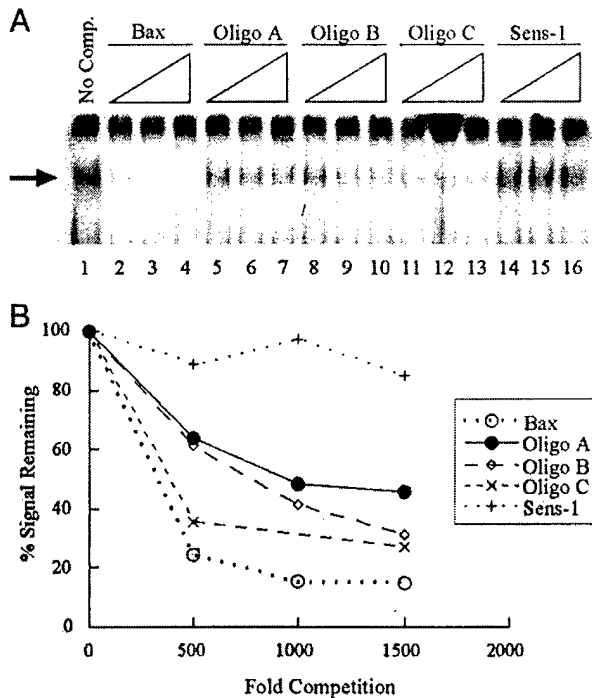 A
No Comp.
Bax
Oligo A
Oligo B
Oligo C
Sens-1
1 2 3 4 5 6 7 8 9 10 11 12 13 14 15 16
B
100
80
60
40
20
0
% Signal Remaining
0 500 1000 1500 2000
Fold Competition
Bax
Oligo A
Oligo B
Oligo C
Sens-1